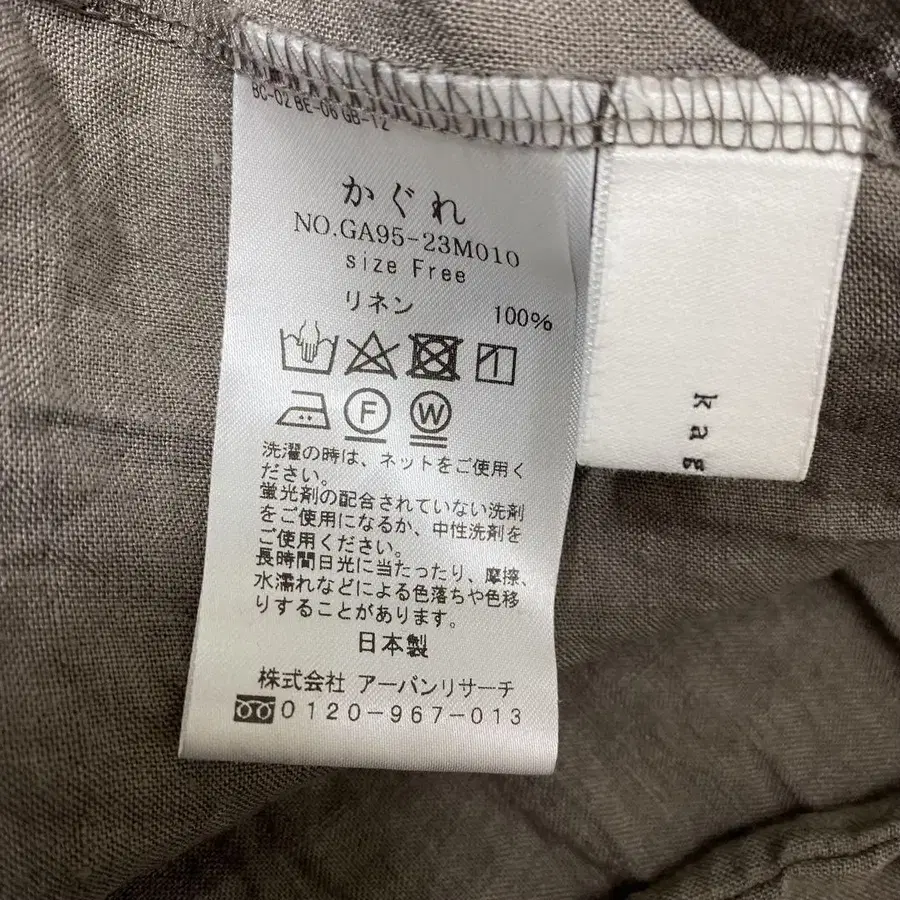 BC-02 BE-06 GB-12
かぐれ
NO.GA95-23M010
size Free
リネン 100%
F W
洗濯の時は、ネットをご使用く
ださい。
蛍光剤の配合されていない洗剤
をご使用になるか、中性洗剤を
ご使用ください。
長時間日光に当たったり、摩擦、
水濡れなどによる色落ちや色移
りすることがあります。
日本製
株式会社 アーバンリサーチ
0120-967-013
kag